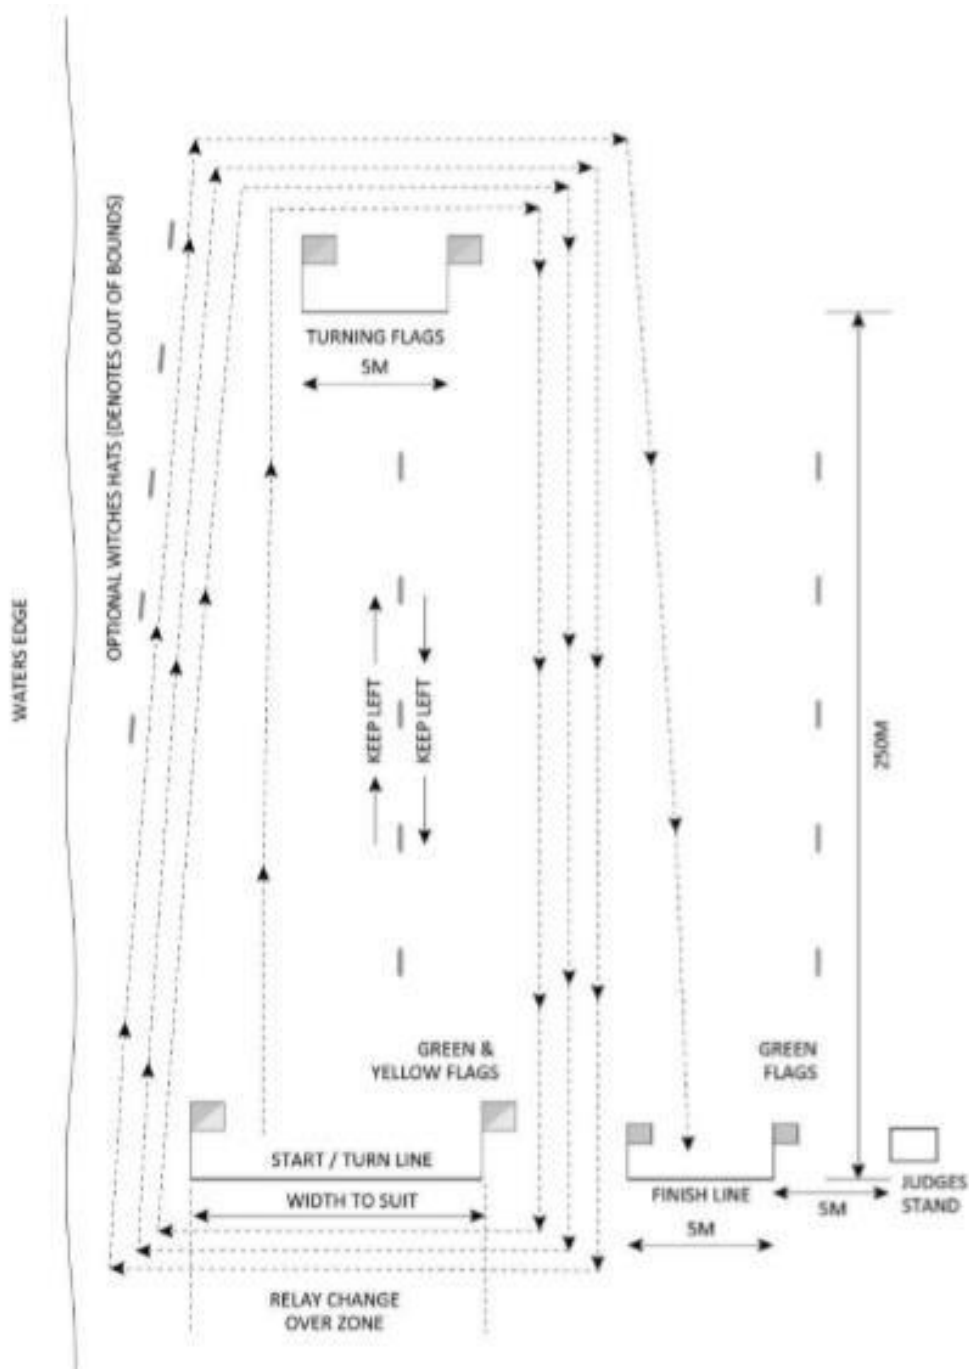 WATERS EDGE
OPTIONAL WITCHES HATS (DENOTES OUT OF BOUNDS)
TURNING FLAGS
5M
KEEP LEFT
KEEP LEFT
250M
GREEN &
YELLOW FLAGS
GREEN
FLAGS
START / TURN LINE
WIDTH TO SUIT
FINISH LINE
5M
5M
JUDGES
STAND
RELAY CHANGE
OVER ZONE